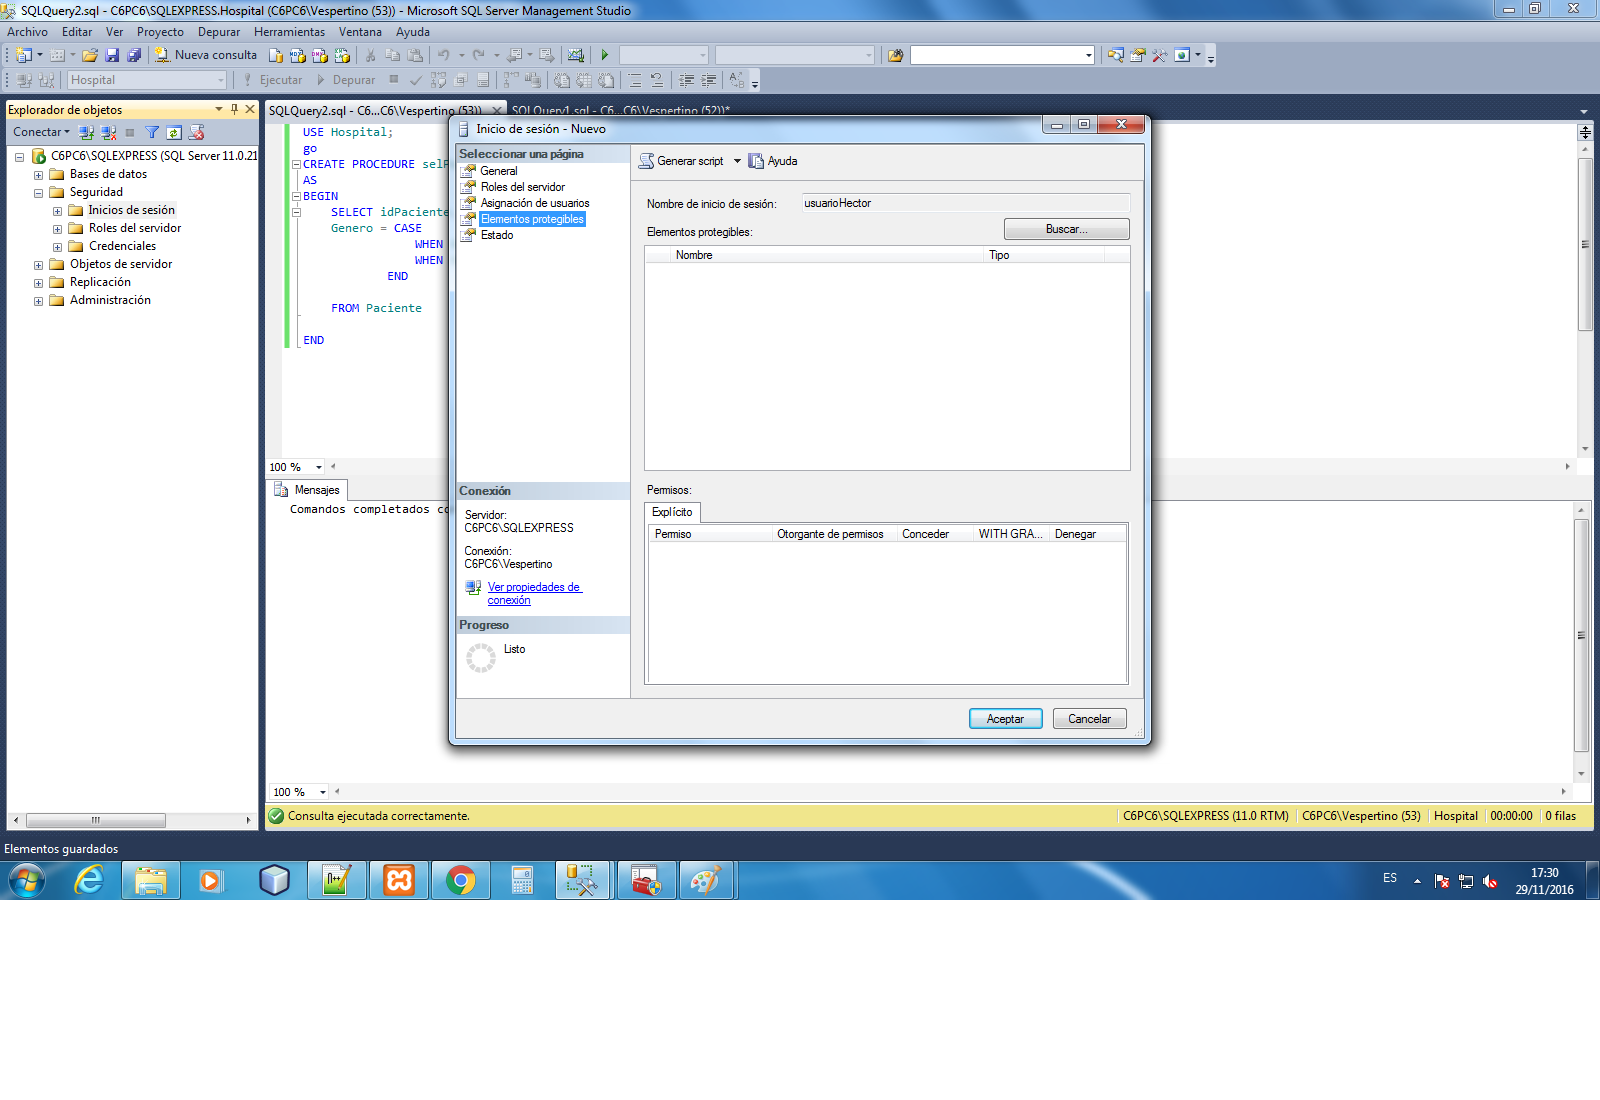 SQLQuery2.sql - C6PC6\SQLEXPRESS.Hospital (C6PC6\Vespertino (53)) - Microsoft SQL Server Management Studio
Archivo Editar Ver Proyecto Depurar Herramientas Ventana Ayuda
Nueva consulta
Hospital Ejecutar Depurar
Explorador de objetos
Conectar
C6PC6\SQLEXPRESS (SQL Server 11.0.21
Bases de datos
Seguridad
Inicios de sesión
Roles del servidor
Credenciales
Objetos de servidor
Replicación
Administración
SQLQuery2.sql - C6...C6\Vespertino (53)) SQLQuery1.sql - C6...C6\Vespertino (52))*
USE Hospital;
go
CREATE PROCEDURE selP
AS
BEGIN
SELECT idPaciente
Genero = CASE
WHEN
WHEN
END
FROM Paciente
END
100 %
Mensajes
Comandos completados co
100 %
Inicio de sesión - Nuevo
Seleccionar una página
General
Roles del servidor
Asignación de usuarios
Elementos protegibles
Estado
Conexión
Servidor:
C6PC6\SQLEXPRESS
Conexión:
C6PC6\Vespertino
Ver propiedades de
conexión
Progreso
Listo
Generar script Ayuda
Nombre de inicio de sesión: usuarioHector
Elementos protegibles: Buscar...
Nombre Tipo
Permisos:
Explícito
Permiso Otorgante de permisos Conceder WITH GRA... Denegar
Aceptar Cancelar
Consulta ejecutada correctamente. C6PC6\SQLEXPRESS (11.0 RTM) C6PC6\Vespertino (53) Hospital 00:00:00 0 filas
Elementos guardados
ES 17:30
29/11/2016